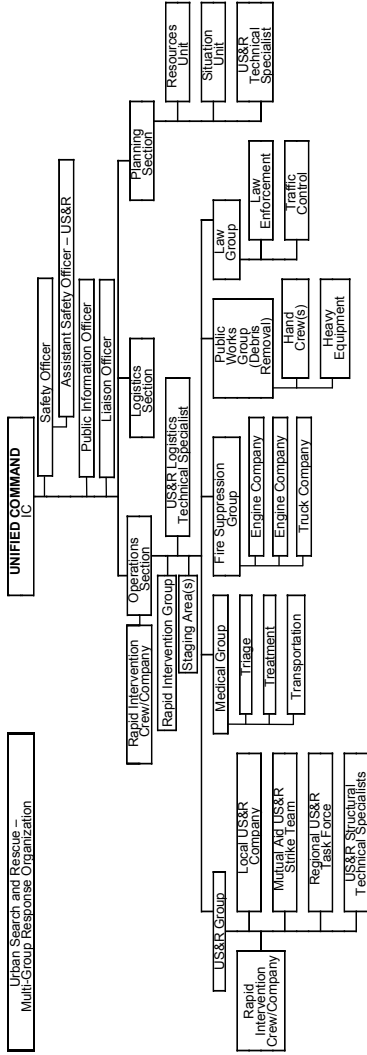 Urban Search and Rescue –
Multi-Group Response Organization
UNIFIED COMMAND
IC
Safety Officer
Assistant Safety Officer – US&R
Public Information Officer
Liaison Officer
Rapid Intervention
Crew/Company
Operations
Section
Logistics
Section
Planning
Section
Rapid Intervention Group
Staging Area(s)
US&R Logistics
Technical Specialist
Resources
Unit
Situation
Unit
US&R
Technical
Specialist
US&R Group
Rapid
Intervention
Crew/Company
Local US&R
Company
Mutual Aid US&R
Strike Team
Regional US&R
Task Force
US&R Structural
Technical Specialists
Medical Group
Triage
Treatment
Transportation
Fire Suppression
Group
Engine Company
Engine Company
Truck Company
Public
Works
Group
(Debris
Removal)
Hand
Crew(s)
Heavy
Equipment
Law
Group
Law
Enforcement
Traffic
Control